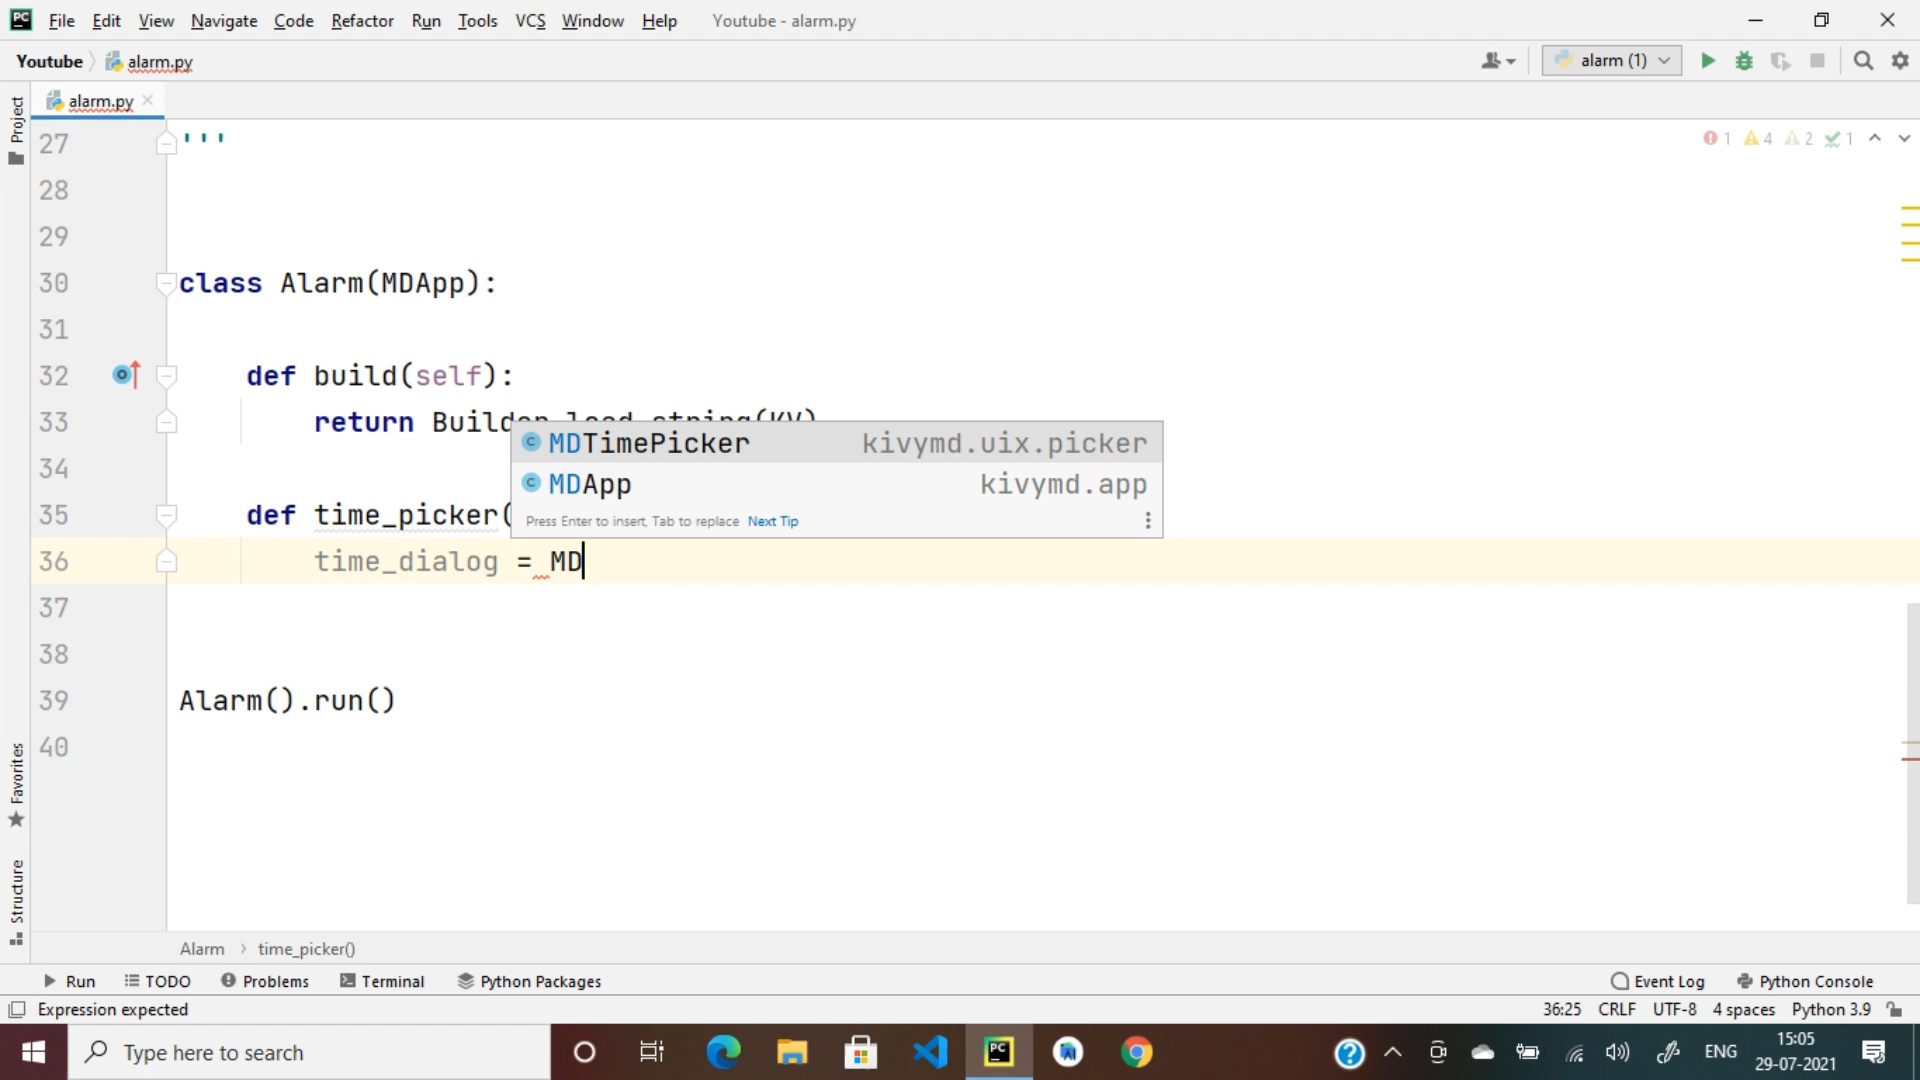 PC File Edit View Navigate Code Refactor Run Tools VCS Window Help Youtube - alarm.py
Youtube alarm.py alarm (1)
Project
alarm.py
27 '''
1 4 2 1
28
29
30 class Alarm(MDApp):
31
32 def build(self):
33 return Builder.load_string(KV)
MDTimePicker kivymd.uix.picker
34
MDApp kivymd.app
35 def time_picker(
Press Enter to insert, Tab to replace Next Tip
36 time_dialog = MD
37
38
39 Alarm().run()
40
Favorites
Structure
Alarm > time_picker()
Run TODO Problems Terminal Python Packages Event Log Python Console
Expression expected 36:25 CRLF UTF-8 4 spaces Python 3.9
Type here to search PC ENG 15:05
29-07-2021